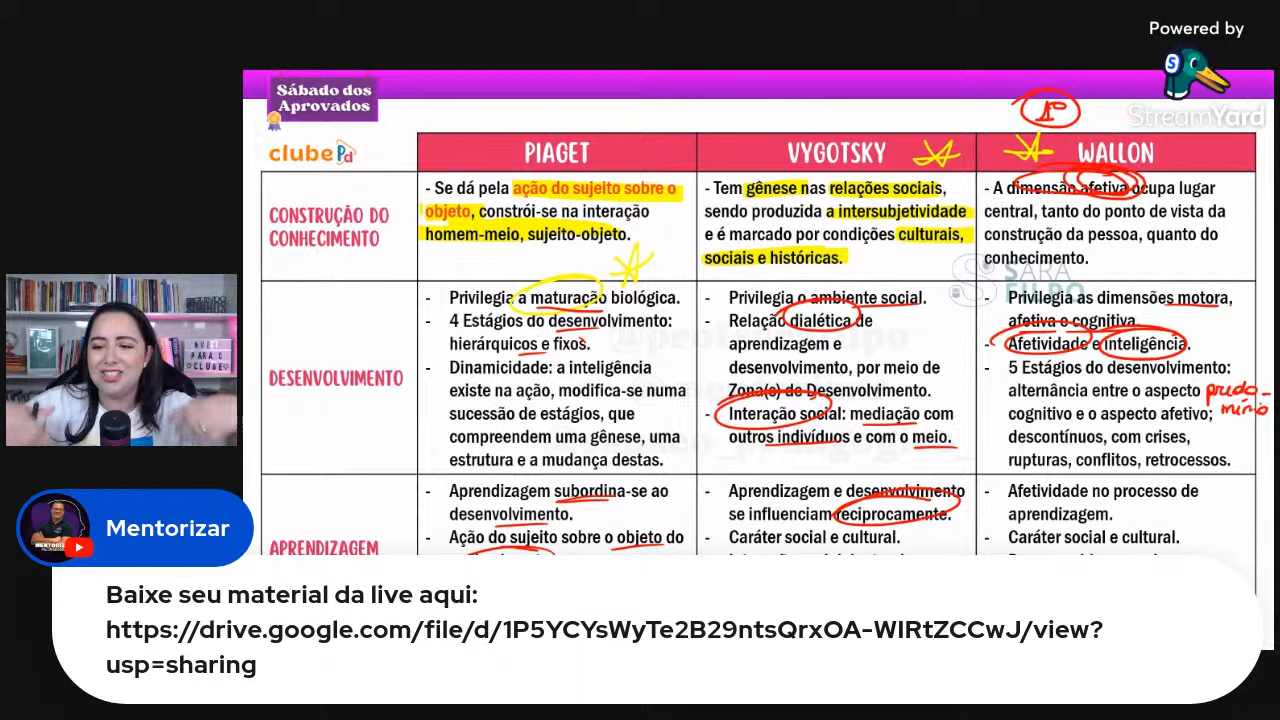 Powered by
S
StreamYard
Sábado dos
Aprovados
1º
clube Pd
PIAGET
VYGOTSKY
WALLON
CONSTRUÇÃO DO
CONHECIMENTO
- Se dá pela ação do sujeito sobre o
objeto, constrói-se na interação
homem-meio, sujeito-objeto.
- Tem gênese nas relações sociais,
sendo produzida a intersubjetividade
e é marcado por condições culturais,
sociais e históricas.
- A dimensão afetiva ocupa lugar
central, tanto do ponto de vista da
construção da pessoa, quanto do
conhecimento.
SARA
DESENVOLVIMENTO
- Privilegia a maturação biológica.
- 4 Estágios do desenvolvimento:
hierárquicos e fixos.
- Dinamicidade: a inteligência
existe na ação, modifica-se numa
sucessão de estágios, que
compreendem uma gênese, uma
estrutura e a mudança destas.
- Privilegia o ambiente social.
- Relação dialética de
aprendizagem e
desenvolvimento, por meio de
Zona(s) de Desenvolvimento.
- Interação social: mediação com
outros indivíduos e com o meio.
- Privilegia as dimensões motora,
afetiva e cognitiva.
- Afetividade e inteligência.
- 5 Estágios do desenvolvimento:
alternância entre o aspecto
cognitivo e o aspecto afetivo;
descontínuos, com crises,
rupturas, conflitos, retrocessos.
predo-
mínio
APRENDIZAGEM
- Aprendizagem subordina-se ao
desenvolvimento.
- Ação do sujeito sobre o objeto do
- Aprendizagem e desenvolvimento
se influenciam reciprocamente.
- Caráter social e cultural.
- Afetividade no processo de
aprendizagem.
- Caráter social e cultural.
Mentorizar
Baixe seu material da live aqui:
https://drive.google.com/file/d/1P5YCYsWyTe2B29ntsQrxOA-WIRtZCCwJ/view?
usp=sharing